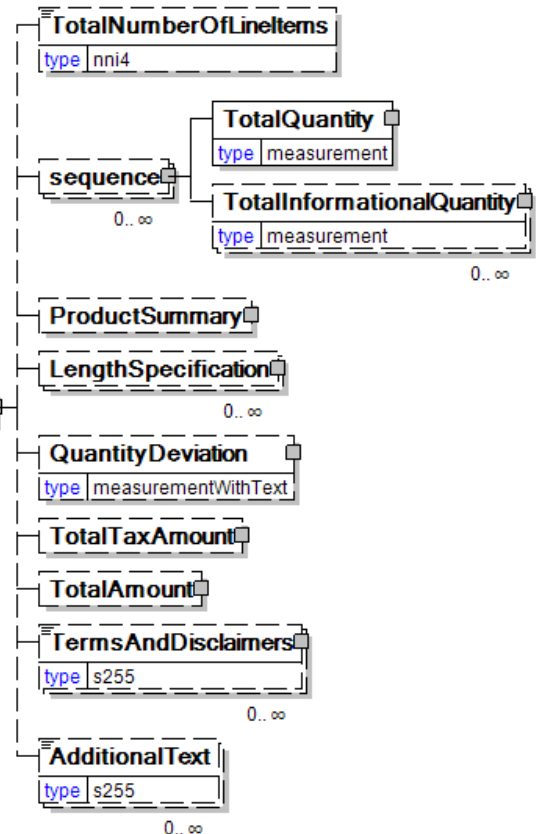 TotalNumberOfLineItems
type nni4
TotalQuantity
type measurement
sequence
0.. ∞
TotalInformationalQuantity
type measurement
0.. ∞
ProductSummary
LengthSpecification
0.. ∞
QuantityDeviation
type measurementWithText
TotalTaxAmount
TotalAmount
TermsAndDisclaimers
type s255
0.. ∞
AdditionalText
type s255
0.. ∞